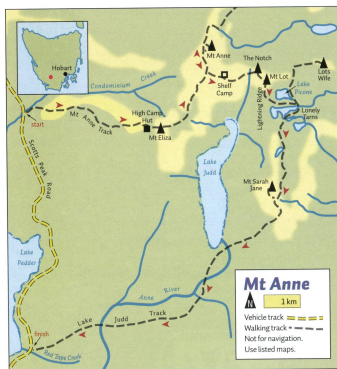 Hobart
Mt Anne
The Notch
Mt Lot
Lots
Wife
Condominium
Creek
Shelf
Camp
Lake
Picone
start
Mt Anne Track
High Camp
Hut
Mt Eliza
Lightning Ridge
Lonely
Tarns
Scotts Peak Road
Lake
Judd
Mt Sarah
Jane
Lake
Pedder
Anne River
Lake Judd Track
finish
Red Tape Creek
Mt Anne
N
1 km
Vehicle track
Walking track
Not for navigation.
Use listed maps.